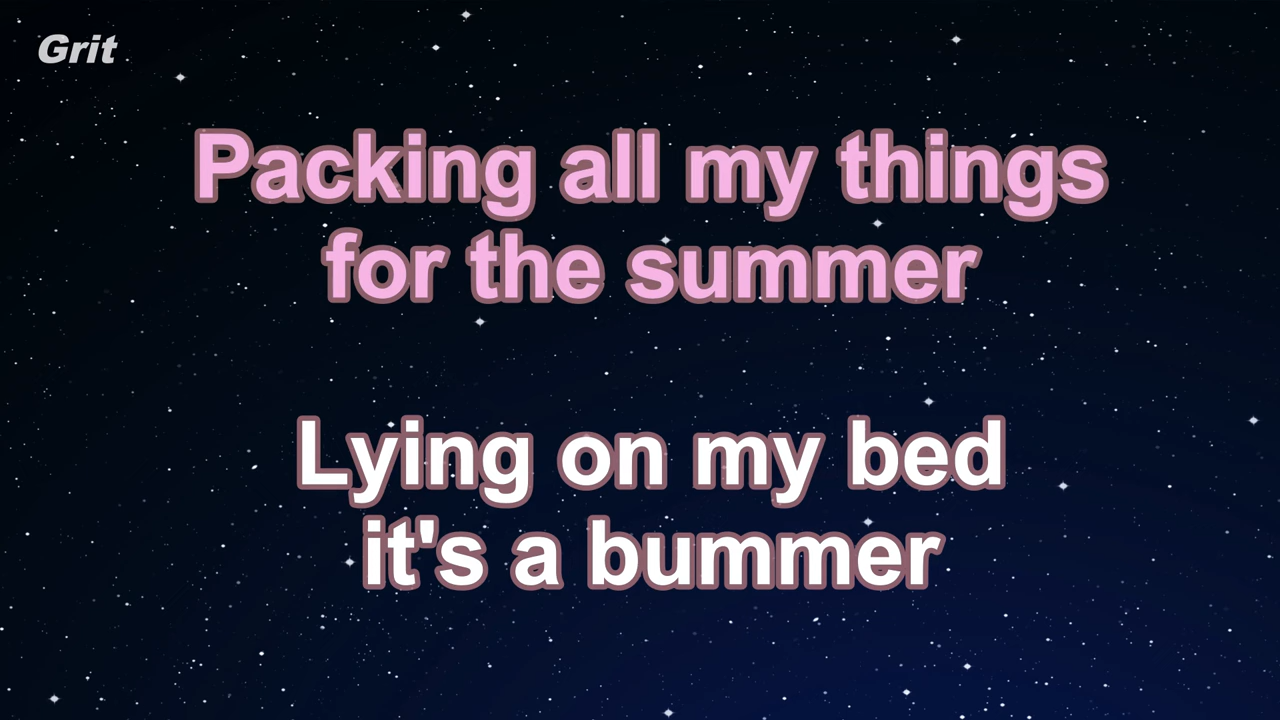 Grit
Packing all my things
for the summer
Lying on my bed
it's a bummer